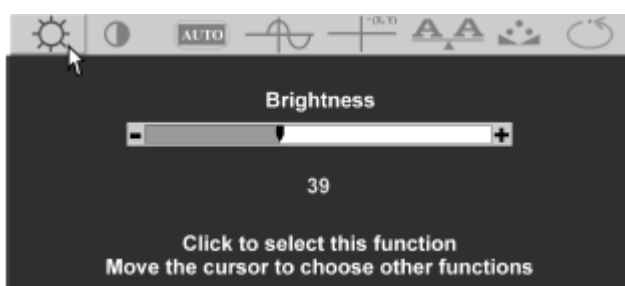 AUTO -(X, Y) A A
Brightness
- +
39
Click to select this function
Move the cursor to choose other functions